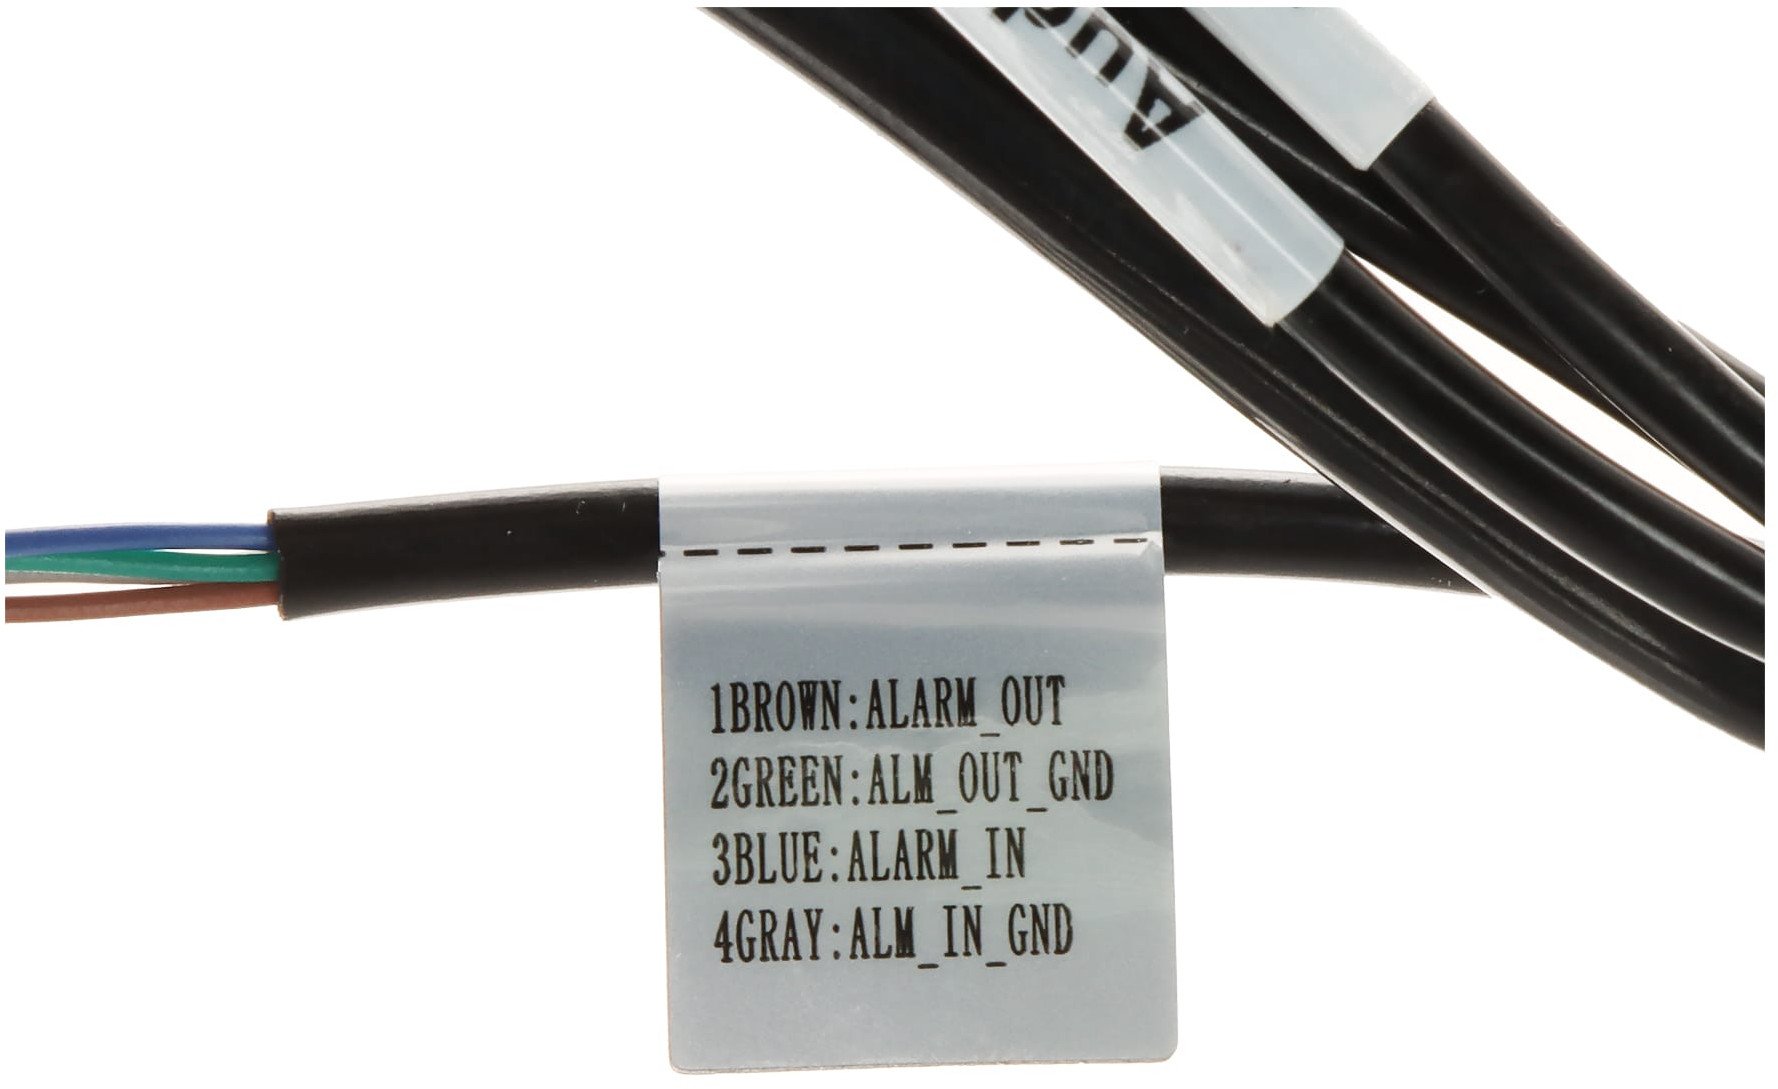 1BROWN:ALARM_OUT
2GREEN:ALM_OUT_GND
3BLUE:ALARM_IN
4GRAY:ALM_IN_GND